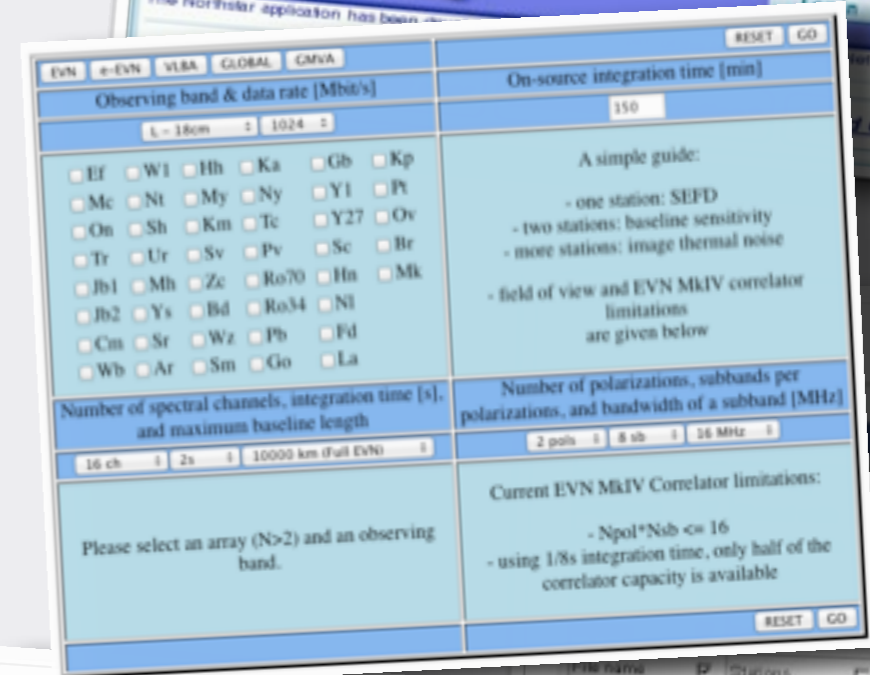 The Northstar application has been
EVN e-EVN VLBA GLOBAL GMVA
RESET GO
Observing band & data rate [Mbit/s]
On-source integration time [min]
L - 18cm 1024
150
Ef W1 Hh Ka Gb Kp
Mc Nt My Ny Y1 Pt
On Sh Km Tc Y27 Ov
Tr Ur Sv Pv Sc Br
Jb1 Mh Zc Ro70 Hn Mk
Jb2 Ys Bd Ro34 Nl
Cm Sr Wz Pb Fd
Wb Ar Sm Go La
A simple guide:
- one station: SEFD
- two stations: baseline sensitivity
- more stations: image thermal noise
- field of view and EVN MkIV correlator
limitations
are given below
Number of spectral channels, integration time [s],
and maximum baseline length
Number of polarizations, subbands per
polarizations, and bandwidth of a subband [MHz]
16 ch 2s 10000 km (Full EVN)
2 pols 8 sb 16 MHz
Please select an array (N>2) and an observing
band.
Current EVN MkIV Correlator limitations:
- Npol*Nsb <= 16
- using 1/8s integration time, only half of the
correlator capacity is available
RESET GO
File name Stations